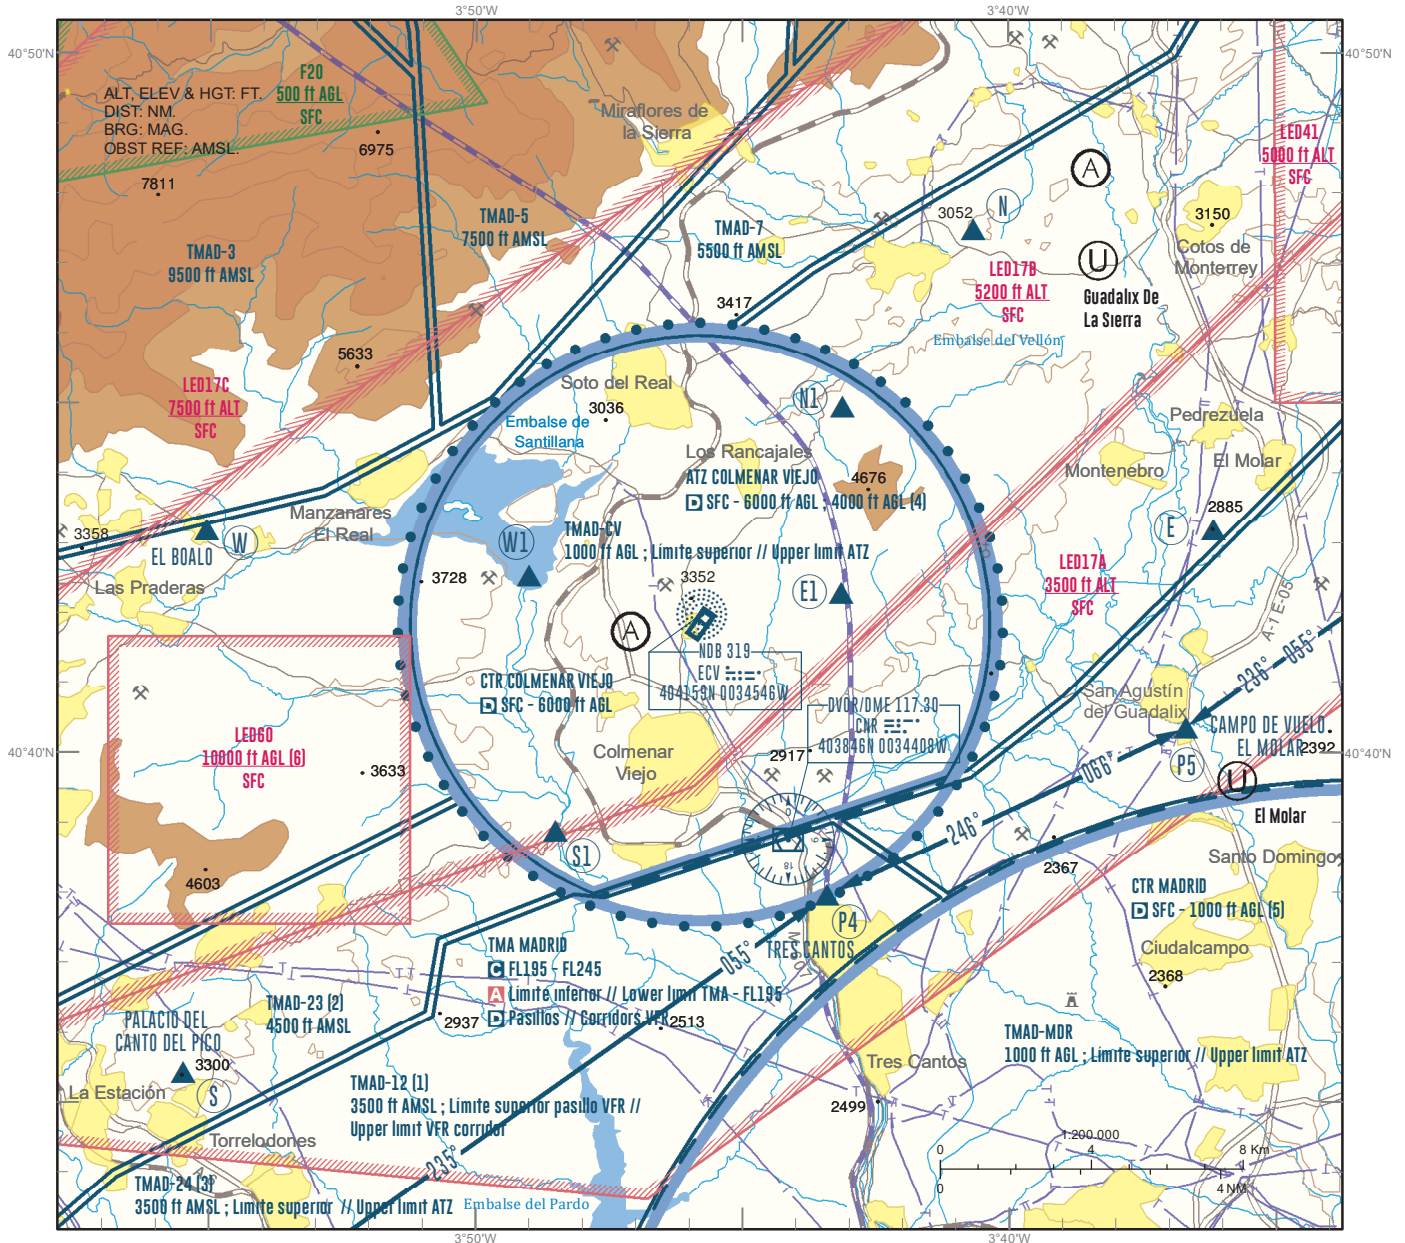 3°50'W
3°40'W
40°50'N
40°50'N
ALT, ELEV & HGT: FT.
DIST: NM.
BRG: MAG.
OBST REF: AMSL.
F20
500 ft AGL
SFC
6975
7811
Miraflores de
la Sierra
LED41
5000 ft ALT
SFC
A
N
3052
3150
Cotos de
Monterrey
TMAD-5
7500 ft AMSL
TMAD-7
5500 ft AMSL
TMAD-3
9500 ft AMSL
U
Guadalix De
La Sierra
LED17B
5200 ft ALT
SFC
3417
Embalse del Vellón
5633
LED17C
7500 ft ALT
SFC
Soto del Real
3036
Embalse de
Santillana
N1
Los Rancajales
4676
ATZ COLMENAR VIEJO
D SFC - 6000 ft AGL ; 4000 ft AGL (4)
Pedrezuela
Montenebro
El Molar
2885
E
Manzanares
El Real
3358
W
EL BOALO
Las Praderas
W1
TMAD-CV
1000 ft AGL ; Límite superior // Upper limit ATZ
3728
3352
E1
LED17A
3500 ft ALT
SFC
A-1 E-05
A
NDB 319
ECV
404159N 0034546W
CTR COLMENAR VIEJO
D SFC - 6000 ft AGL
DVOR/DME 117.30
CNR
403846N 0034408W
236°
055°
San Agustín
del Guadalix
CAMPO DE VUELO
EL MOLAR
2392
P5
066°
LED60
10000 ft AGL (6)
SFC
3633
Colmenar
Viejo
2917
40°40'N
40°40'N
U
El Molar
246°
S1
0
9
18
4603
2367
Santo Domingo
CTR MADRID
D SFC - 1000 ft AGL (5)
P4
TRES CANTOS
055°
Ciudalcampo
2368
TMA MADRID
C FL195 - FL245
A Límite inferior // Lower limit TMA - FL195
D Pasillos // Corridors VFR
TMAD-23 (2)
4500 ft AMSL
2937
2513
PALACIO DEL
CANTO DEL PICO
3300
S
La Estación
Torrelodones
TMAD-MDR
1000 ft AGL ; Límite superior // Upper limit ATZ
Tres Cantos
2499
TMAD-12 (1)
3500 ft AMSL ; Límite superior pasillo VFR //
Upper limit VFR corridor
235°
TMAD-24 (3)
3500 ft AMSL ; Límite superior // Upper limit ATZ
Embalse del Pardo
1:200.000
0
4
8 Km
0
4 NM
3°50'W
3°40'W